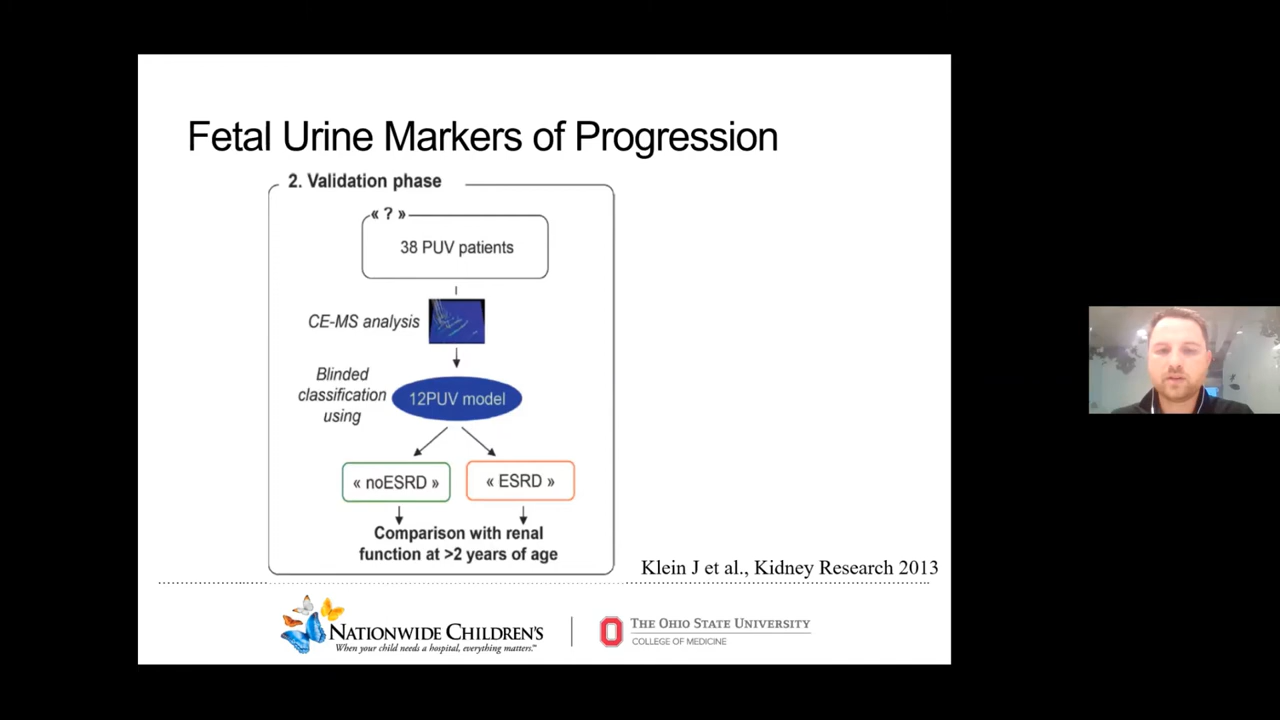 Fetal Urine Markers of Progression
2. Validation phase
« ? »
38 PUV patients
CE-MS analysis
Blinded
classification
using
12PUV model
« noESRD »
« ESRD »
Comparison with renal
function at >2 years of age
Klein J et al., Kidney Research 2013
NATIONWIDE CHILDREN'S
When your child needs a hospital, everything matters.™
THE OHIO STATE UNIVERSITY
COLLEGE OF MEDICINE